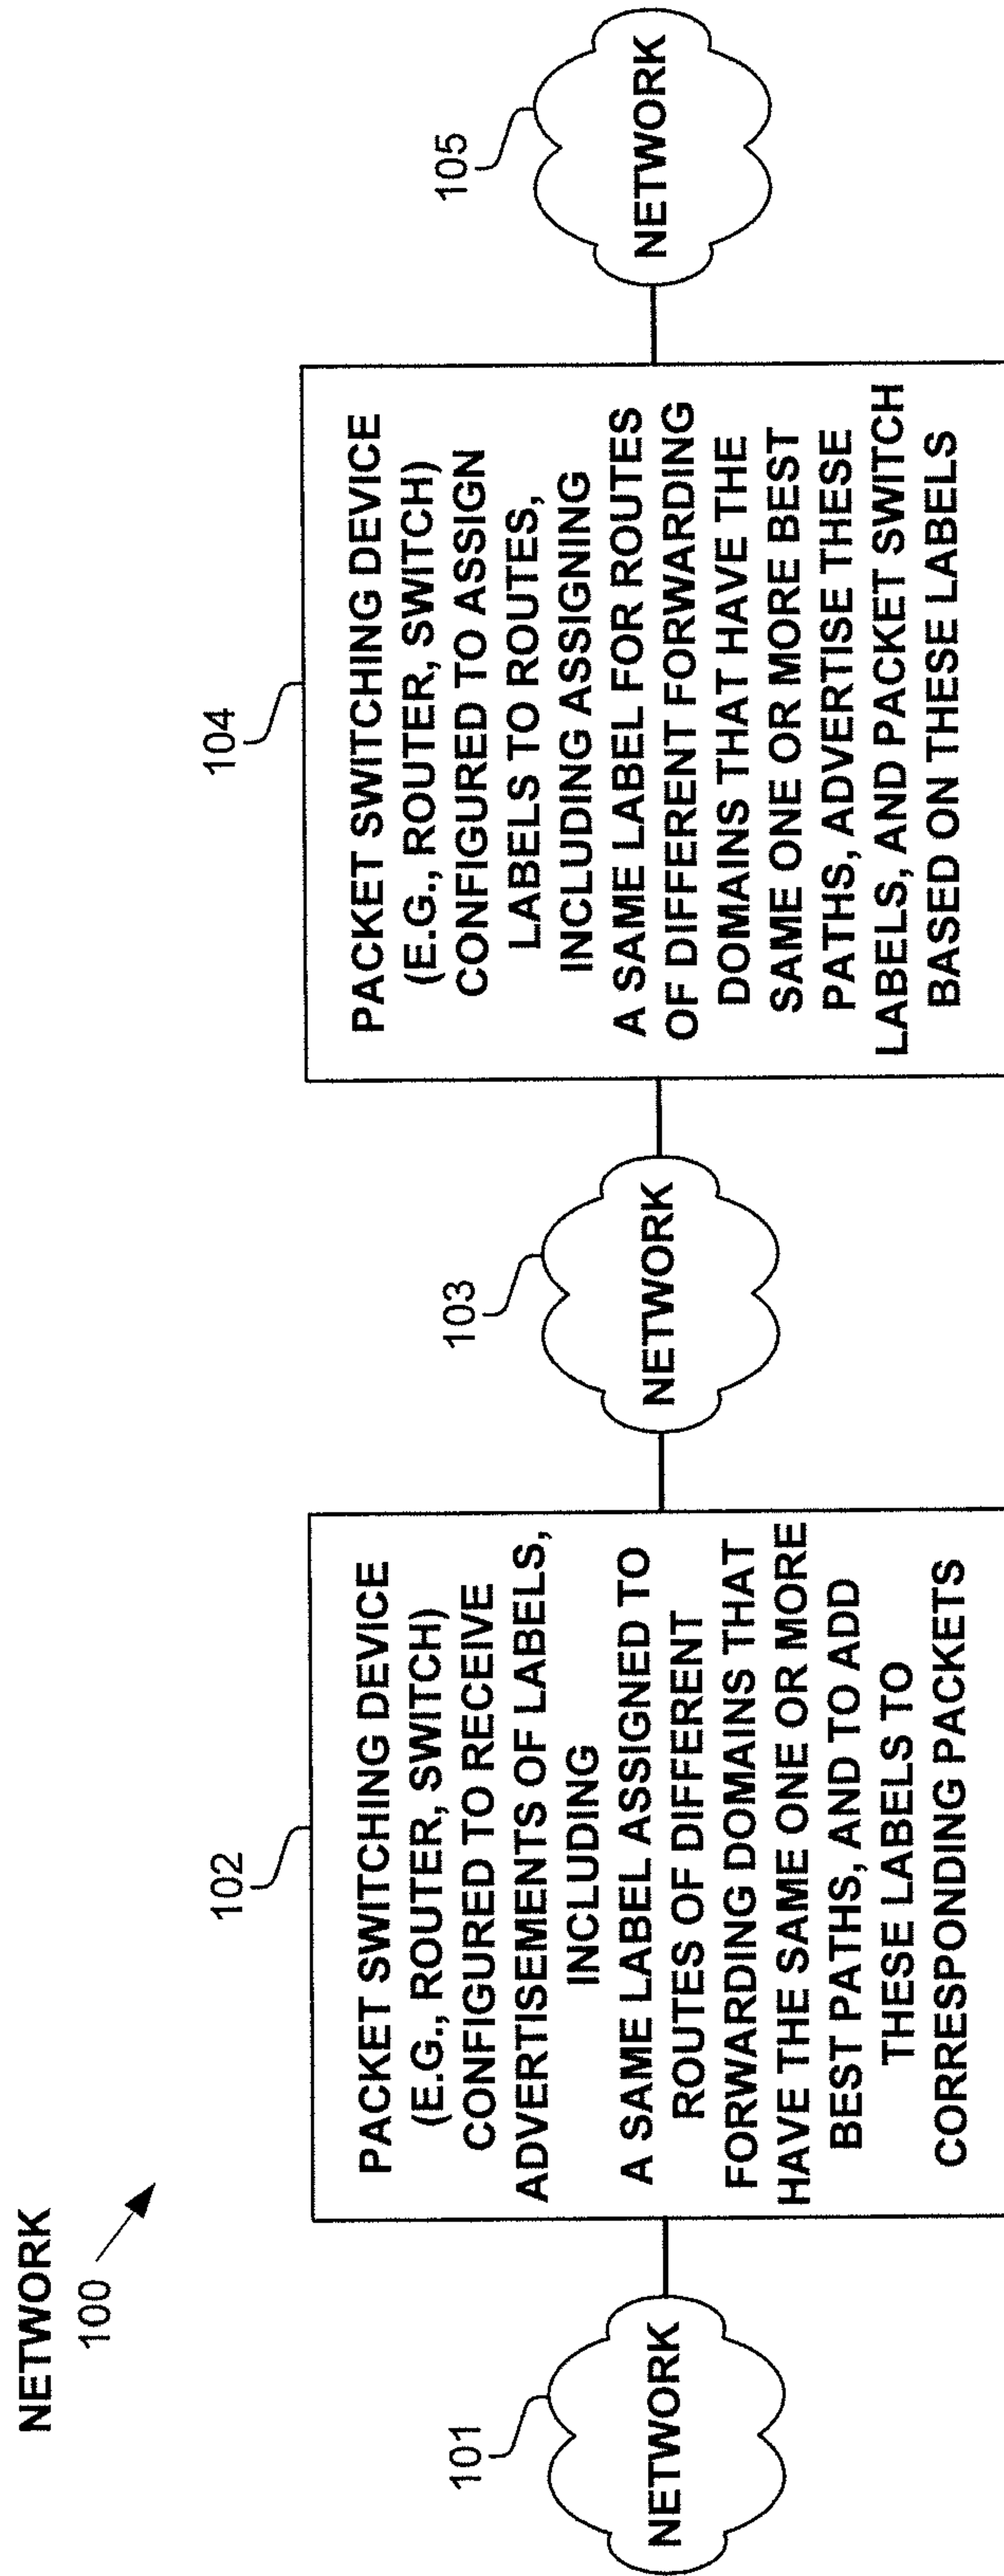 NETWORK
100
101
NETWORK
102
PACKET SWITCHING DEVICE
(E.G., ROUTER, SWITCH)
CONFIGURED TO RECEIVE
ADVERTISEMENTS OF LABELS,
INCLUDING
A SAME LABEL ASSIGNED TO
ROUTES OF DIFFERENT
FORWARDING DOMAINS THAT
HAVE THE SAME ONE OR MORE
BEST PATHS, AND TO ADD
THESE LABELS TO
CORRESPONDING PACKETS
103
NETWORK
104
PACKET SWITCHING DEVICE
(E.G., ROUTER, SWITCH)
CONFIGURED TO ASSIGN
LABELS TO ROUTES,
INCLUDING ASSIGNING
A SAME LABEL FOR ROUTES
OF DIFFERENT FORWARDING
DOMAINS THAT HAVE THE
SAME ONE OR MORE BEST
PATHS, ADVERTISE THESE
LABELS, AND PACKET SWITCH
BASED ON THESE LABELS
105
NETWORK